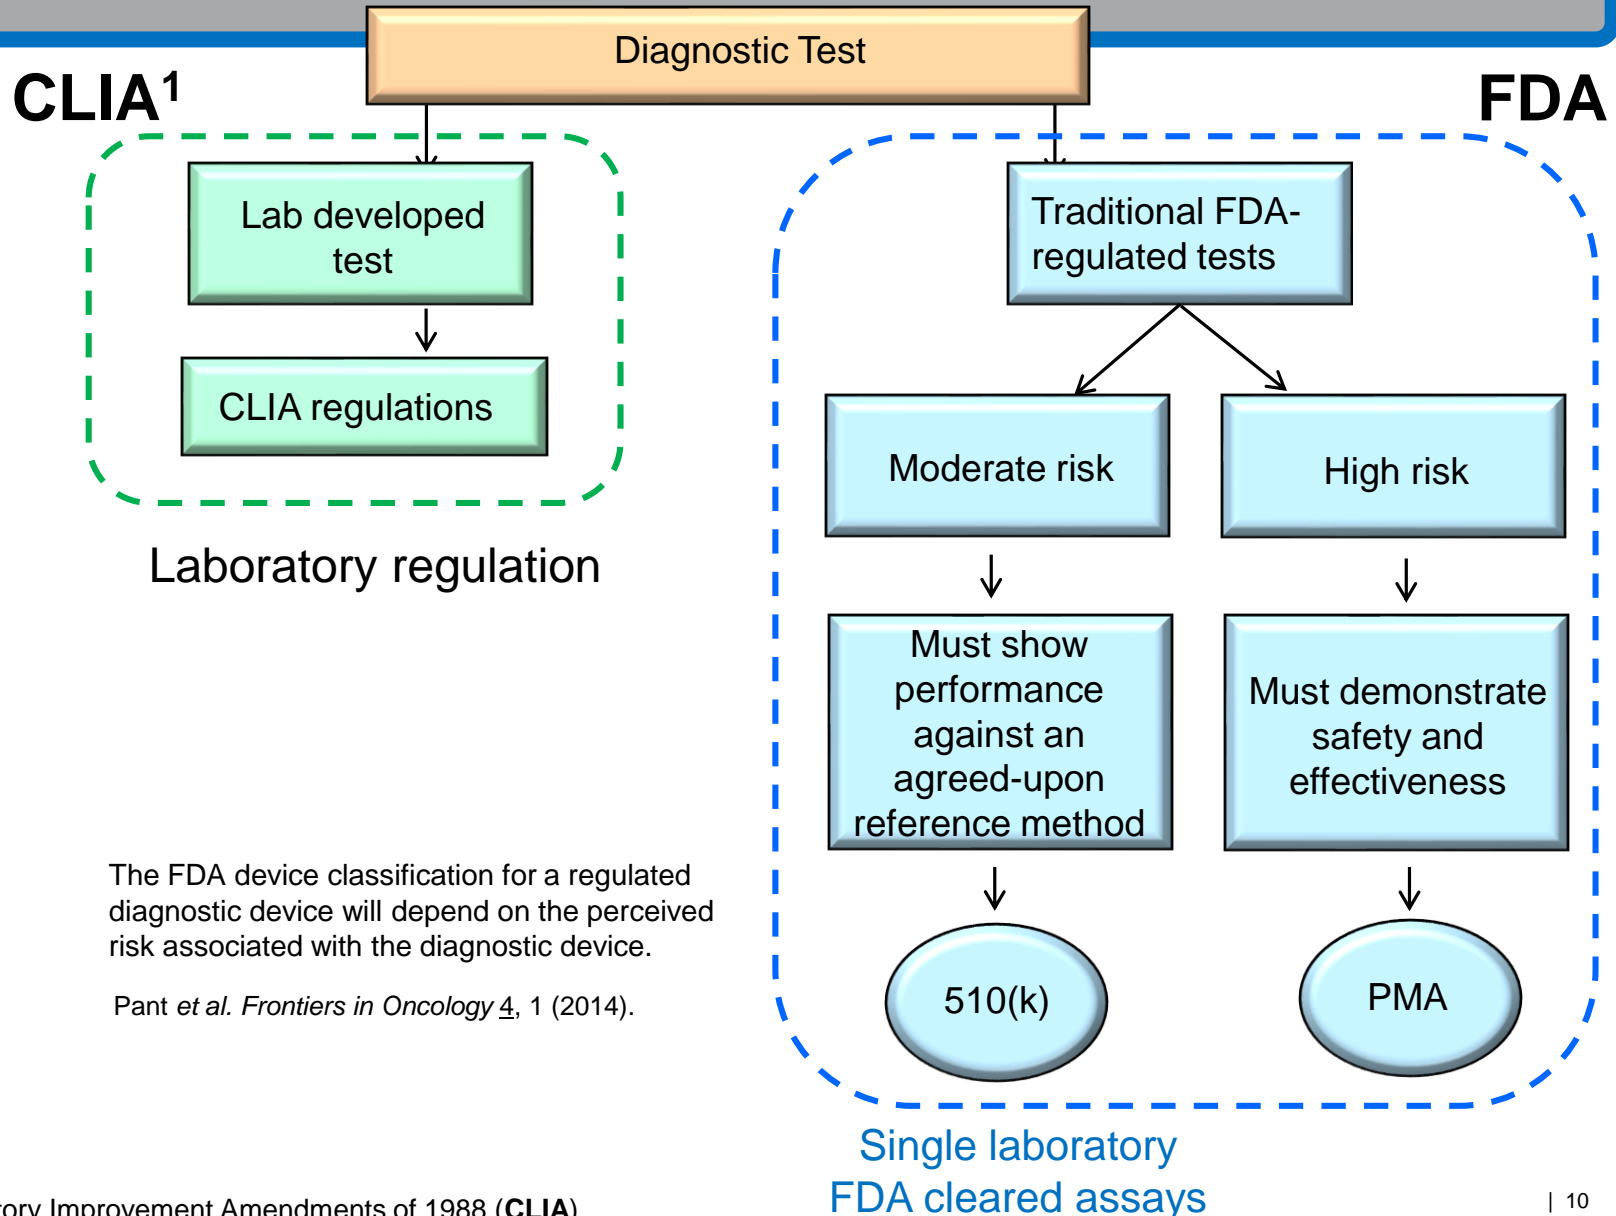 Diagnostic Test
CLIA¹
FDA
Lab developed
test
CLIA regulations
Laboratory regulation
Traditional FDA-
regulated tests
Moderate risk
High risk
Must show
performance
against an
agreed-upon
reference method
Must demonstrate
safety and
effectiveness
510(k)
PMA
The FDA device classification for a regulated
diagnostic device will depend on the perceived
risk associated with the diagnostic device.
Pant et al. Frontiers in Oncology 4, 1 (2014).
Single laboratory
FDA cleared assays
Improvement Amendments of 1988 (CLIA)
| 10